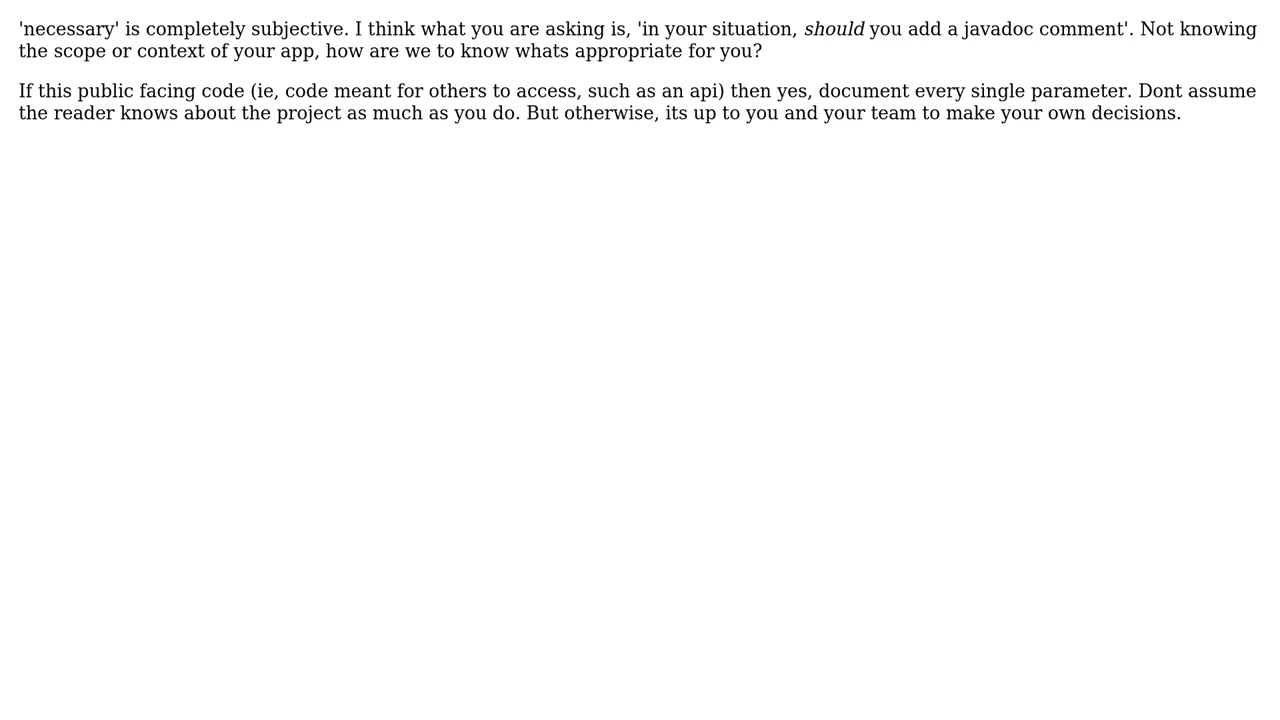 'necessary' is completely subjective. I think what you are asking is, 'in your situation, should you add a javadoc comment'. Not knowing
the scope or context of your app, how are we to know whats appropriate for you?
If this public facing code (ie, code meant for others to access, such as an api) then yes, document every single parameter. Dont assume
the reader knows about the project as much as you do. But otherwise, its up to you and your team to make your own decisions.